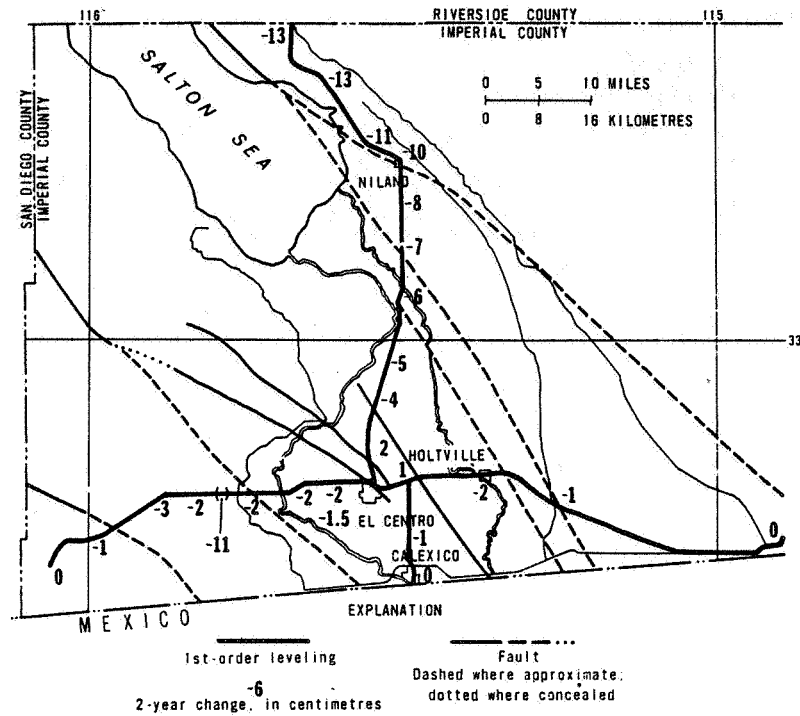 RIVERSIDE COUNTY
IMPERIAL COUNTY
116
115
-13
-13
0 5 10 MILES
0 8 16 KILOMETRES
SALTON SEA
SAN DIEGO COUNTY
IMPERIAL COUNTY
-11
-10
NILAND
-8
-7
6
33
-5
-4
2
HOLTVILLE
1
-2
-1
-3
-2
2
-2
-2
-1.5
EL CENTRO
-11
-1
-1
CALEXICO
0
0
0
MEXICO
EXPLANATION
1st-order leveling
Fault
Dashed where approximate;
dotted where concealed
-6
2-year change, in centimetres